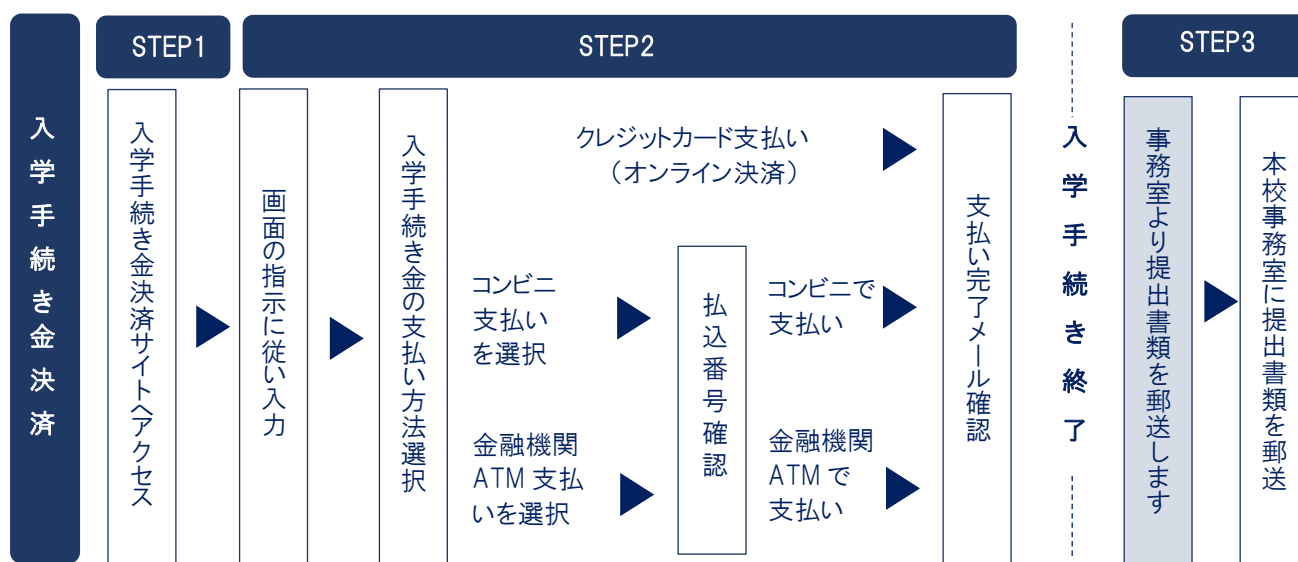 入学手続き金決済
STEP1
入学手続き金決済サイトへアクセス
STEP2
画面の指示に従い入力
入学手続き金の支払い方法選択
クレジットカード支払い
（オンライン決済）
コンビニ
支払い
を選択
金融機関
ATM 支払
いを選択
払込番号確認
コンビニで
支払い
金融機関
ATM で
支払い
支払い完了メール確認
入学手続き終了
STEP3
事務室より提出書類を郵送します
本校事務室に提出書類を郵送